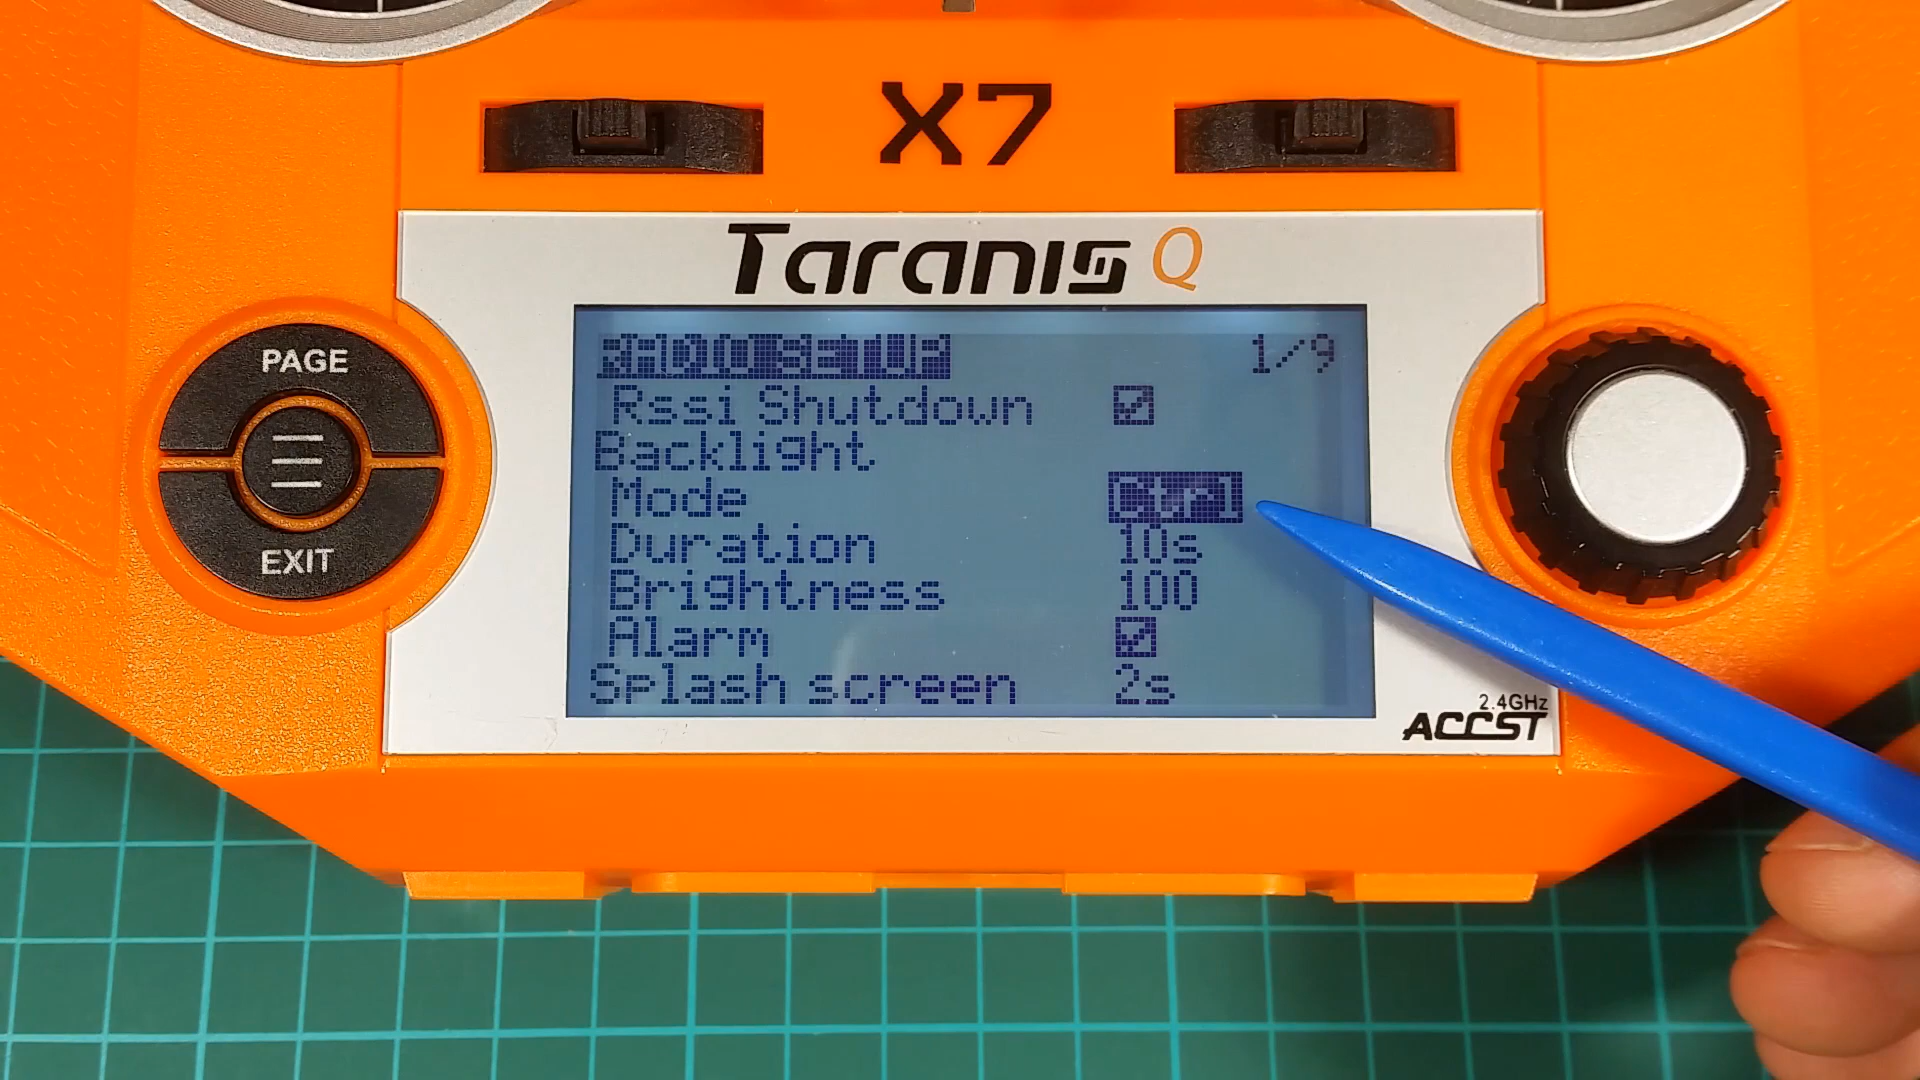 X7
Taranis Q
PAGE
EXIT
RADIO SETUP 1/9
Rssi Shutdown
Backlight
Mode Ctrl
Duration 10s
Brightness 100
Alarm
Splash screen 2s
2.4GHz
ACCST